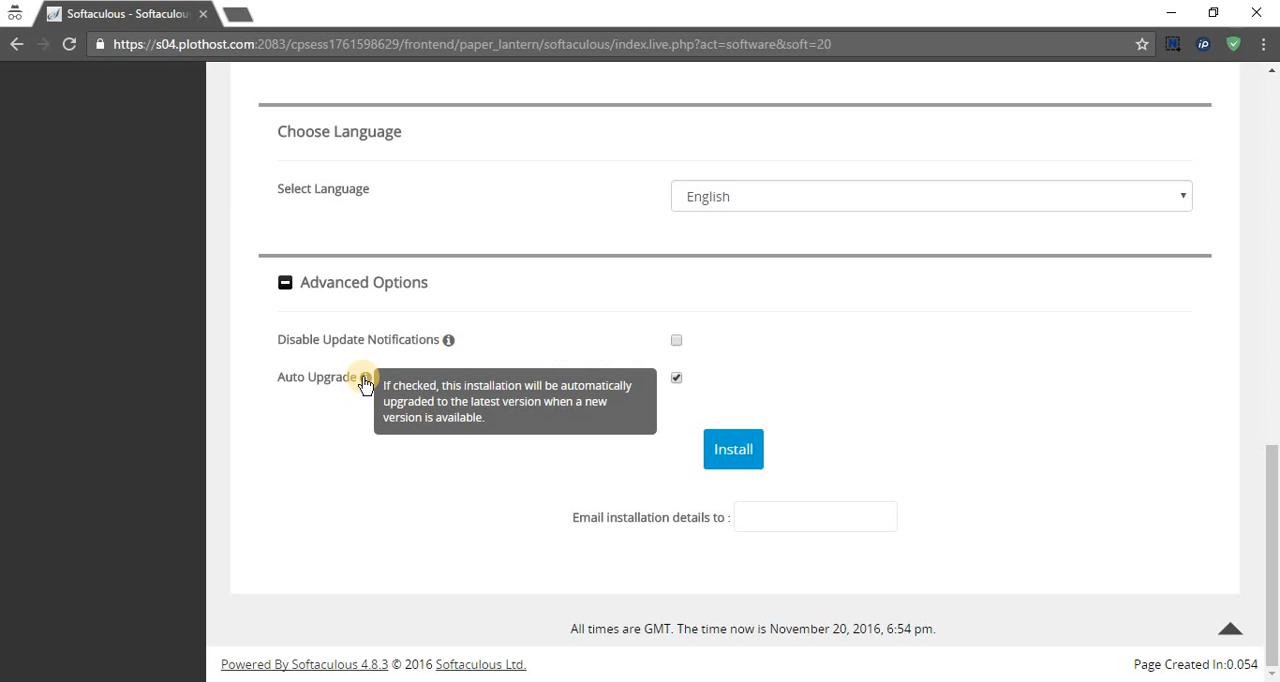 Softaculous - Softaculou
https://s04.plothost.com:2083/cpsess1761598629/frontend/paper_lantern/softaculous/index.live.php?act=software&soft=20
Choose Language
Select Language
English
Advanced Options
Disable Update Notifications
Auto Upgrade
If checked, this installation will be automatically
upgraded to the latest version when a new
version is available.
Install
Email installation details to :
All times are GMT. The time now is November 20, 2016, 6:54 pm.
Powered By Softaculous 4.8.3 © 2016 Softaculous Ltd.
Page Created In:0.054